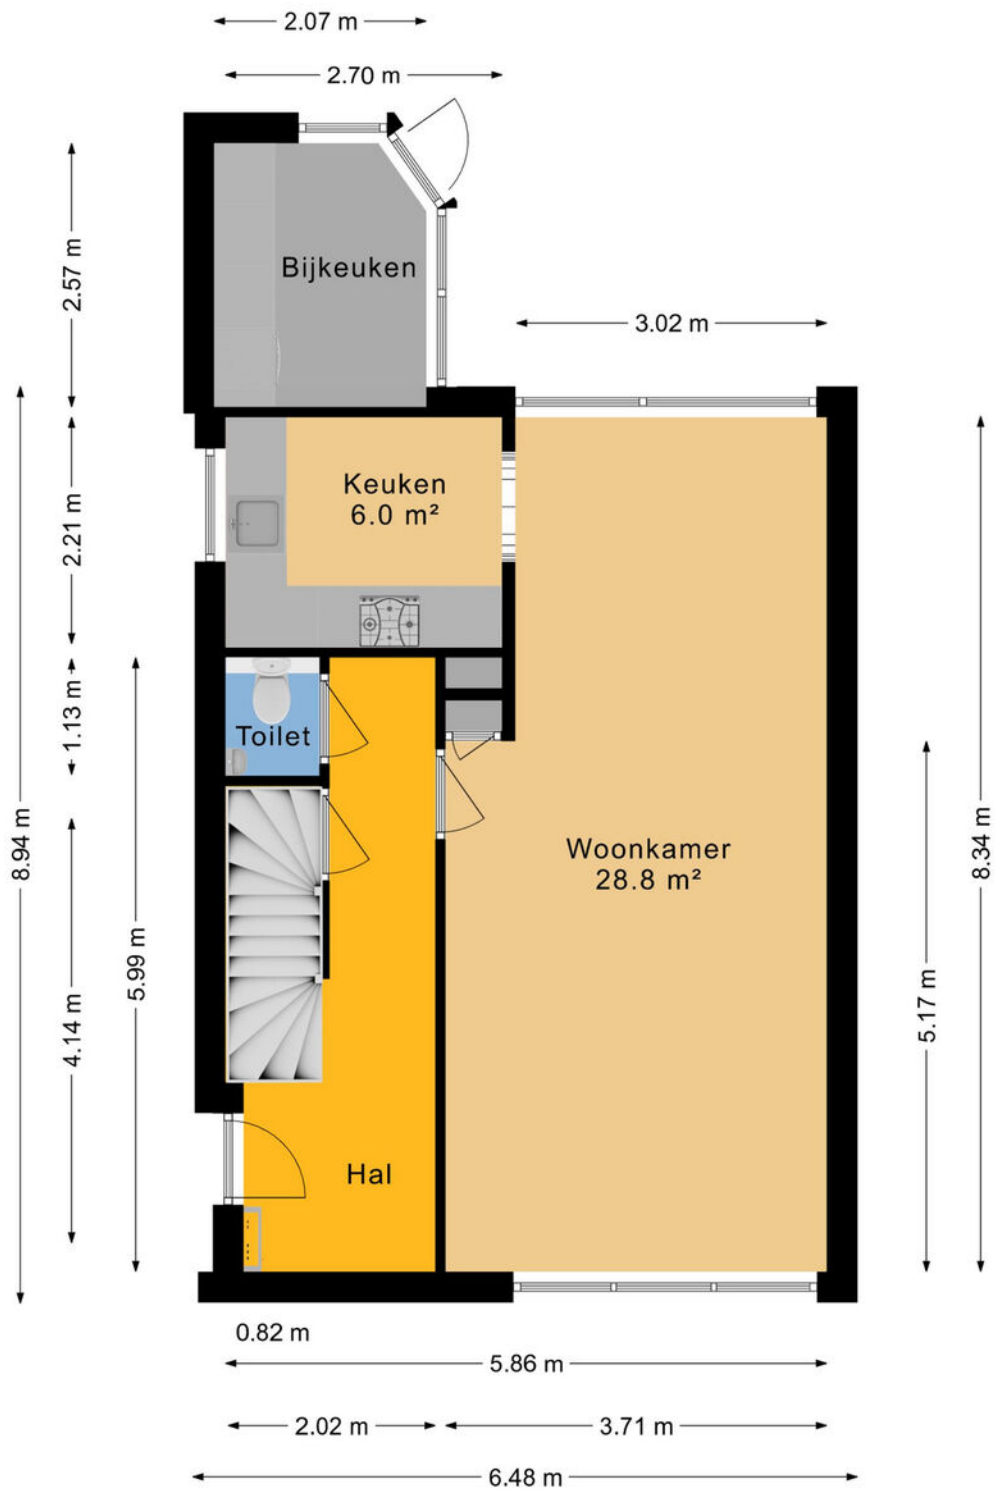 2.07 m
2.70 m
2.57 m
Bijkeuken
3.02 m
Keuken
6.0 m²
2.21 m
1.13 m
Toilet
8.94 m
8.34 m
Woonkamer
28.8 m²
5.99 m
5.17 m
4.14 m
Hal
0.82 m
5.86 m
2.02 m
3.71 m
6.48 m